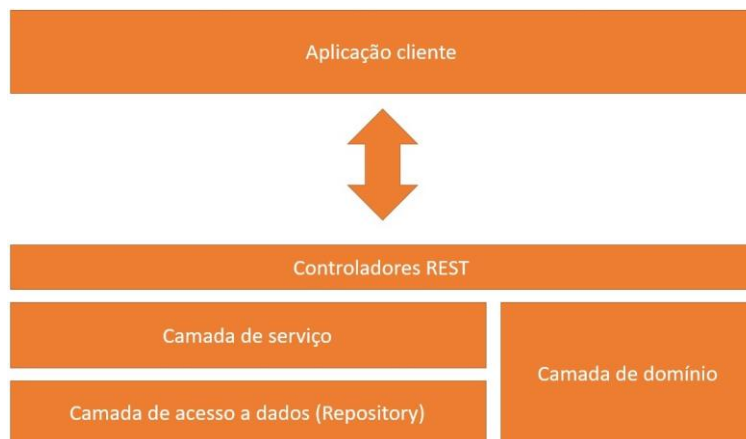 Aplicação cliente
Controladores REST
Camada de serviço
Camada de domínio
Camada de acesso a dados (Repository)